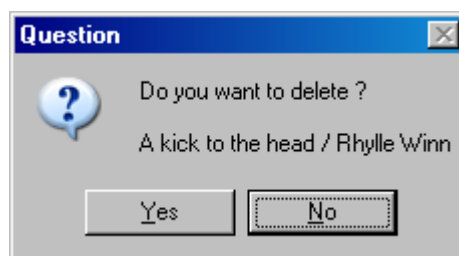 Question
Do you want to delete ?
A kick to the head / Rhylle Winn
Yes No